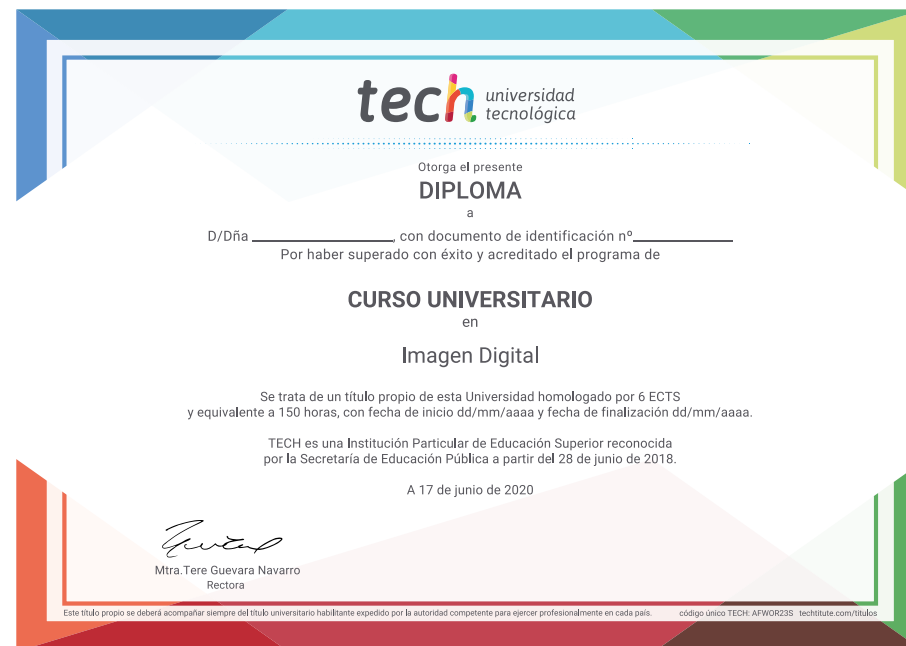 tech universidad
tecnológica
Otorga el presente
DIPLOMA
a
D/Dña ____________, con documento de identificación nº____________
Por haber superado con éxito y acreditado el programa de
CURSO UNIVERSITARIO
en
Imagen Digital
Se trata de un título propio de esta Universidad homologado por 6 ECTS
y equivalente a 150 horas, con fecha de inicio dd/mm/aaaa y fecha de finalización dd/mm/aaaa.
TECH es una Institución Particular de Educación Superior reconocida
por la Secretaría de Educación Pública a partir del 28 de junio de 2018.
A 17 de junio de 2020
Mtra.Tere Guevara Navarro
Rectora
Este título propio se deberá acompañar siempre del título universitario habilitante expedido por la autoridad competente para ejercer profesionalmente en cada país. código único TECH: AFWOR23S techtitute.com/titulos